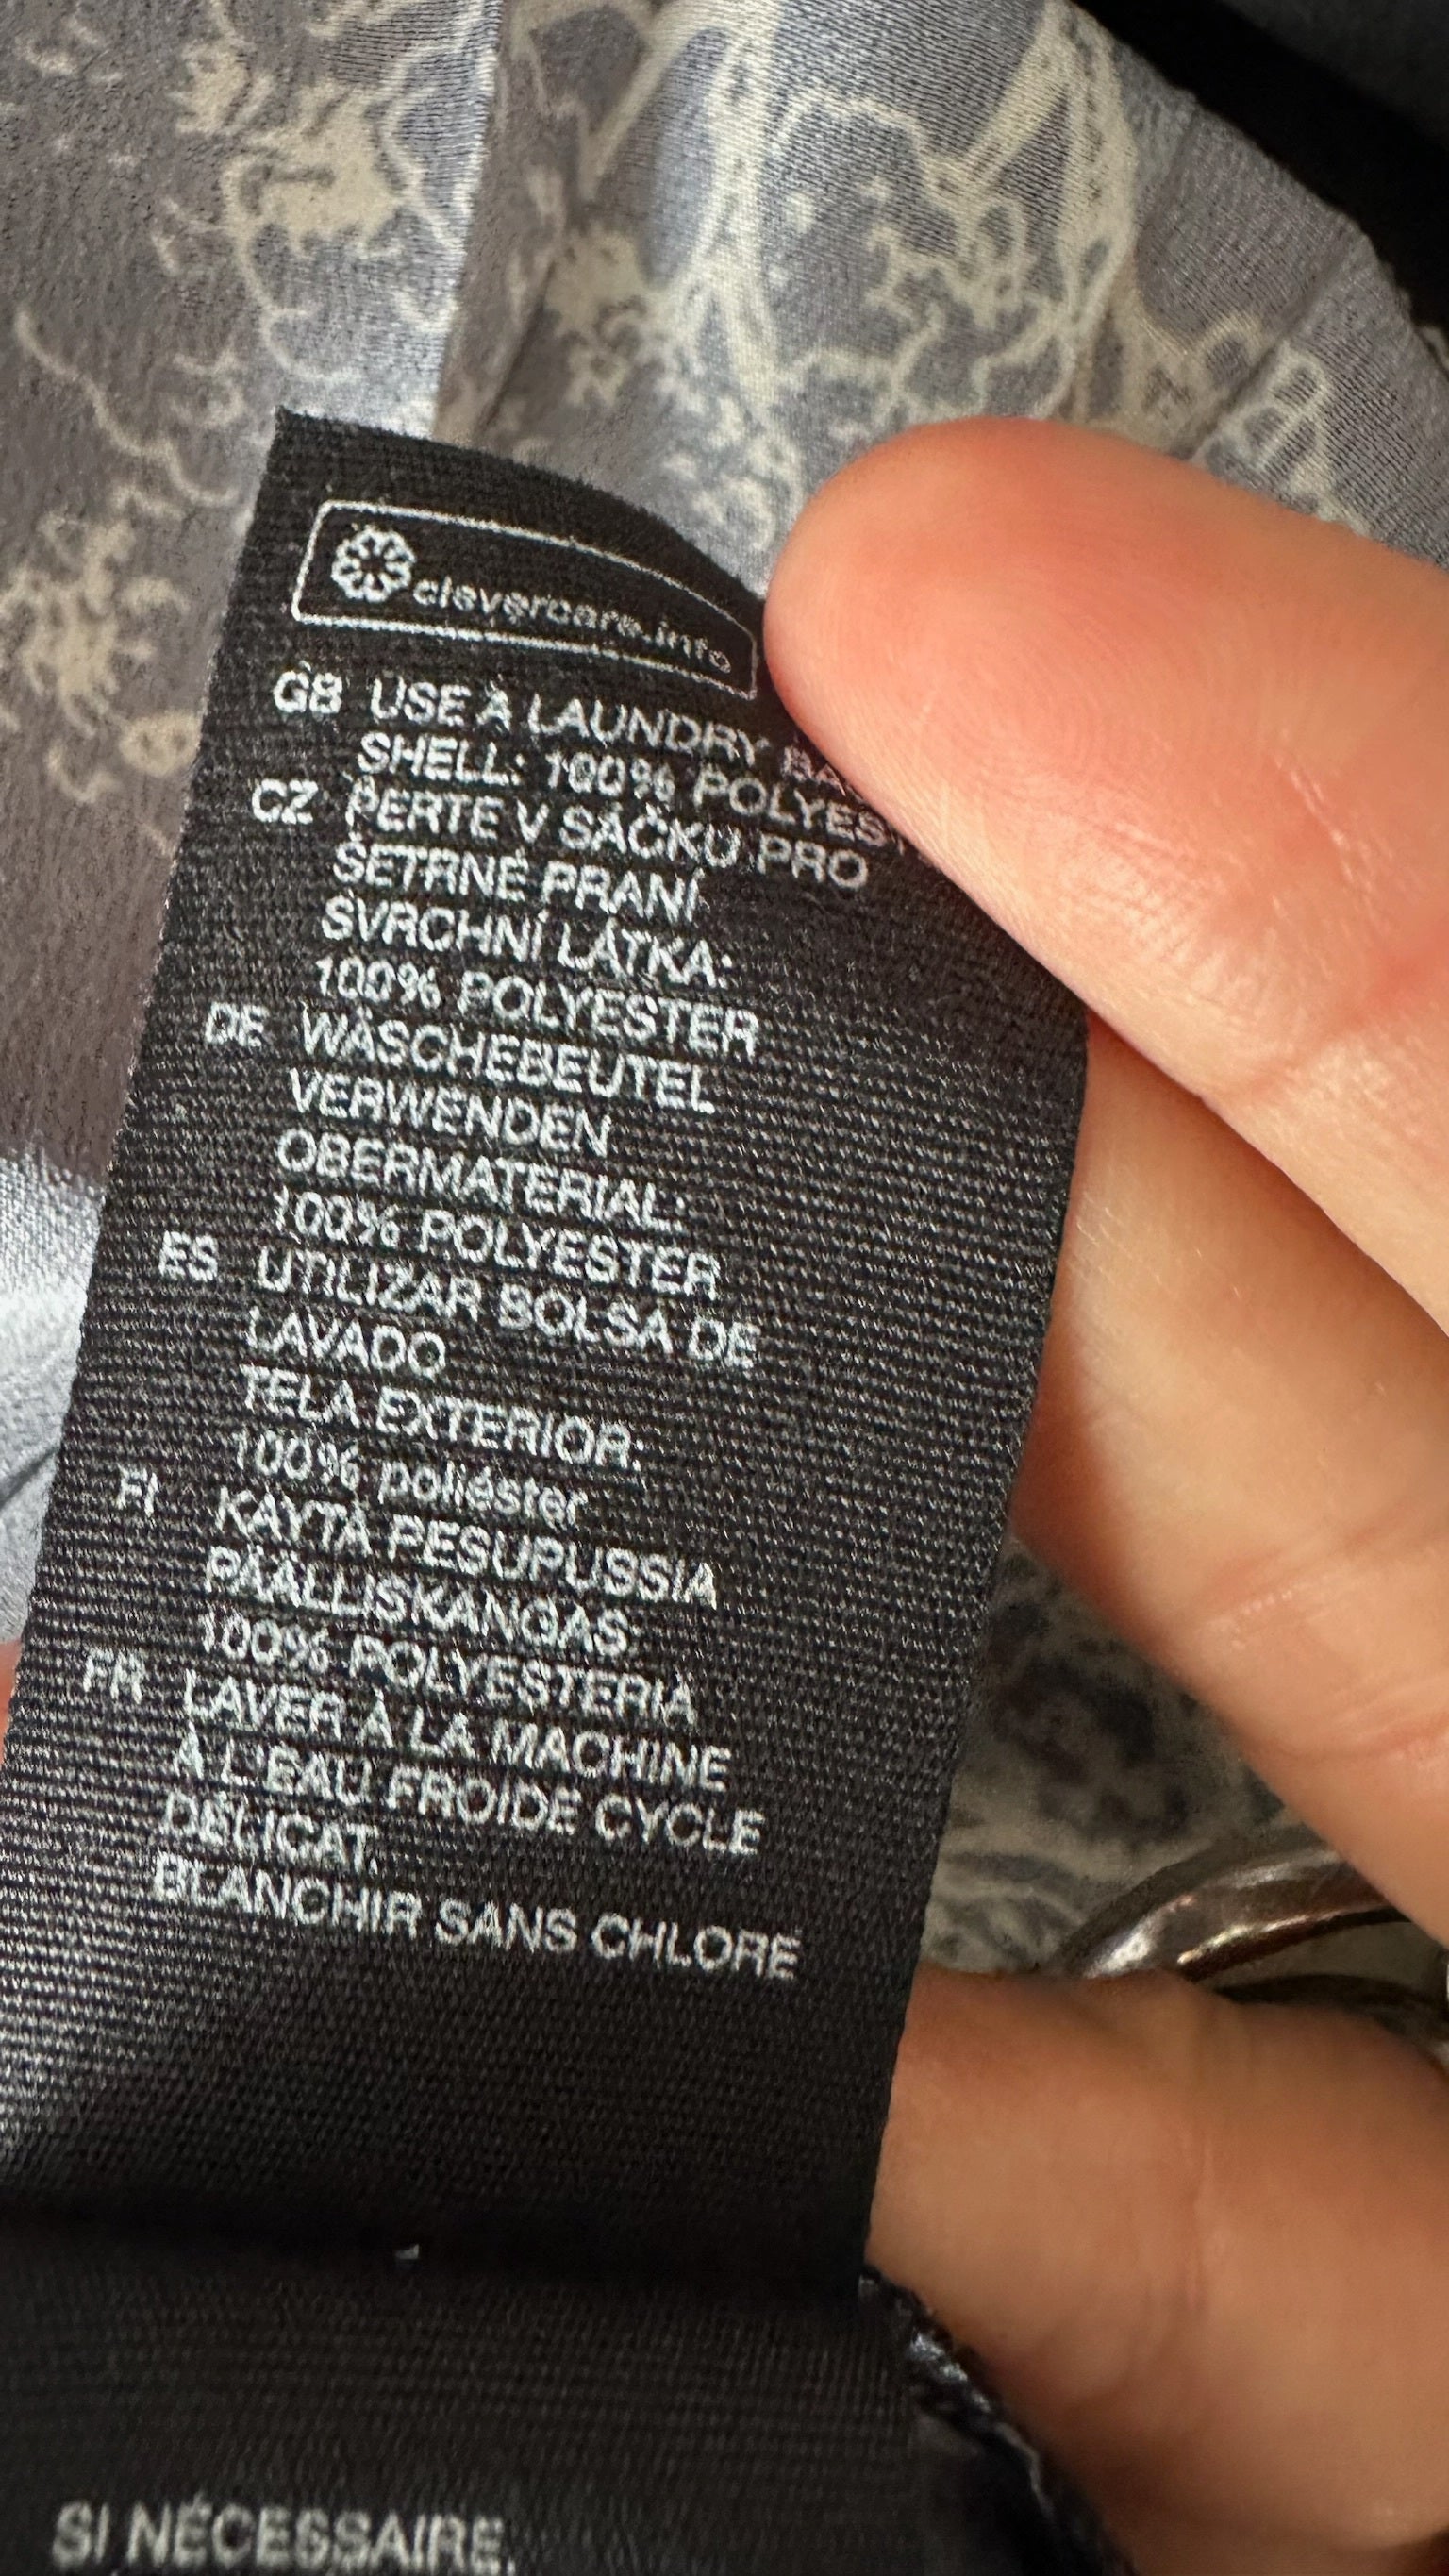 clevercare.info
GB USE A LAUNDRY
SHELL: 100%
CZ PERTE V SÁČKU PRO
ŠETRNÉ PRANÍ
SVRCHNÍ LÁTKA:
100% POLYESTER
DE WÄSCHEBEUTEL
VERWENDEN
OBERMATERIAL:
100% POLYESTER
ES UTILIZAR BOLSA DE
LAVADO
TELA EXTERIOR:
100% poliéster
FI KÄYTÄ PESUPUSSIA
PÄÄLLISKANGAS:
100% POLYESTERIÄ
FR LAVER À LA MACHINE
À L'EAU FROIDE CYCLE
DÉLICAT.
BLANCHIR SANS CHLORE
SI NÉCESSAIRE.